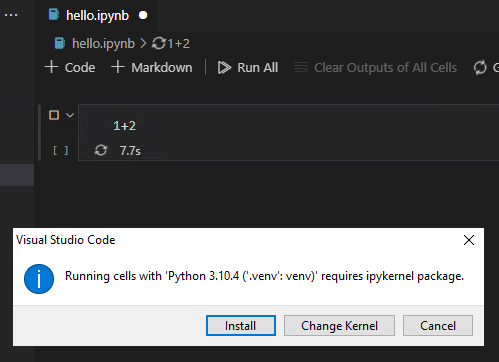 ··· hello.ipynb
hello.ipynb > 1+2
+ Code + Markdown Run All Clear Outputs of All Cells G
1+2
[ ] 7.7s
Visual Studio Code
Running cells with 'Python 3.10.4 ('.venv': venv)' requires ipykernel package.
Install Change Kernel Cancel